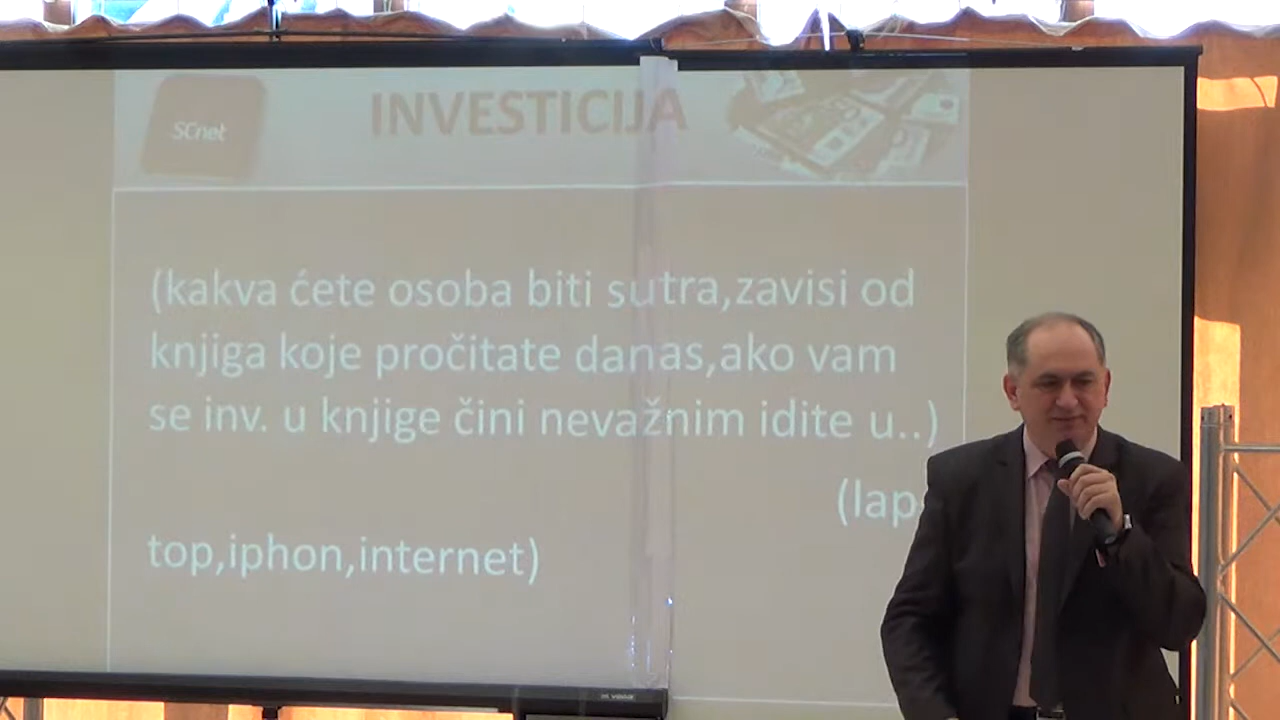 SCnet
INVESTICIJA
(kakva ćete osoba biti sutra,zavisi od
knjiga koje pročitate danas,ako vam
se inv. u knjige čini nevažnim idite u..)
(lap
top,iphon,internet)